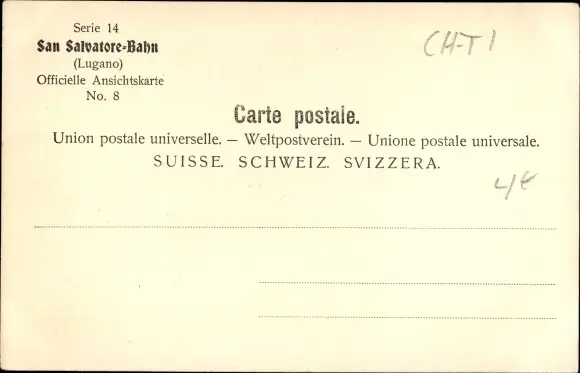 Serie 14
San Salvatore-Bahn
(Lugano)
Officielle Ansichtskarte
No. 8
CH-TI
Carte postale.
Union postale universelle. — Weltpostverein. — Unione postale universale.
SUISSE. SCHWEIZ. SVIZZERA.